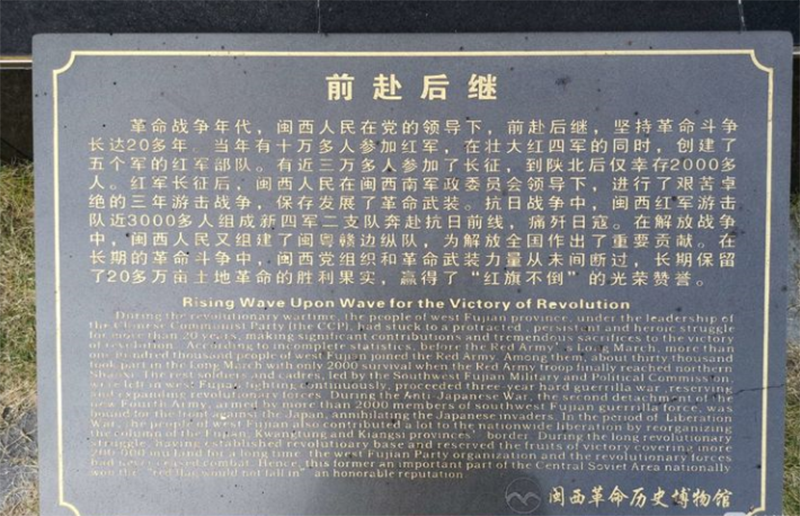 前赴后继
革命战争年代，闽西人民在党的领导下，前赴后继，坚持革命斗争
长达20多年。当年有十万多人参加红军，在壮大红四军的同时，创建了
五个军的红军部队。有近三万多人参加了长征，到陕北后仅幸存2000多
人。红军长征后，闽西人民在闽西南军政委员会领导下，进行了艰苦卓
绝的三年游击战争，保存发展了革命武装。抗日战争中，闽西红军游击
队近3000多人组成新四军二支队奔赴抗日前线，痛歼日寇。在解放战争
中，闽西人民又组建了闽粤赣边纵队，为解放全国作出了重要贡献。在
长期的革命斗争中，闽西党组织和革命武装力量从未间断过，长期保留
了20多万亩土地革命的胜利果实，赢得了“红旗不倒”的光荣赞誉。
Rising Wave Upon Wave for the Victory of Revolution
During the revolutionary wartime, the people of west Fujian province, under the leadership of
the Chinese Communist Party (the CCP), had stuck to a protracted , persistent and heroic struggle
for more than 20 years, making significant contributions and tremendous sacrifices to the victory
of revolution. According to incomplete statistics, before the Red Army's Long March, more than
one hundred thousand people of west Fujian joined the Red Army. Among them, about thirty thousand
took part in the Long March with only 2000 survival when the Red Army troop finally reached northern
Shanxi. The rest soldiers and cadres, led by the Southwest Fujian Military and Political Commission,
were left in west Fujian fighting continuously, proceeded three year hard guerrilla war, reserving
and expanding revolutionary forces. During the Anti-Japanese War, the second detachment of the
New Fourth Army, armed by more than 2000 members of southwest Fujian guerrilla force, was
bound for the front against the Japan, annihilating the Japanese invaders. In the period of Liberation
War, the people of west Fujian also contributed a lot to the nationwide liberation by reorganizing
the column of the Fujian, Kwangtung and Kiangsi provinces' border. During the long revolutionary
struggle, having established revolutionary base and reserved the fruits of victory covering more
200 000 mu land for a long time, the west Fujian Party organization and the revolutionary forces
had never ceased combat. Hence, this former an important part of the Central Soviet Area nationally
won the "red flag would not fall in" an honorable reputation.
闽西革命历史博物馆